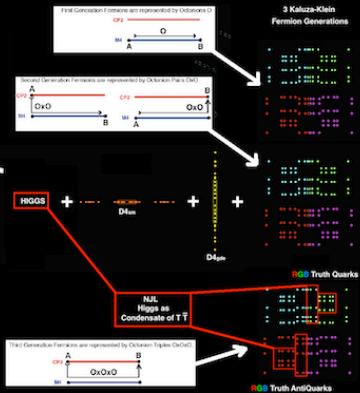 First Generation Fermions are represented by Octonions O
CP2
O
M4
A
B
3 Kaluza-Klein
Fermion Generations
Second Generation Fermions are represented by Octonion Pairs OxO
A
CP2
OxO
M4
B
B
CP2
OxO
M4
A
HIGGS
+
D4sm
+
D4gde
+
NJL
Higgs as
Condensate of T T̅
RGB Truth Quarks
Third Generation Fermions are represented by Octonion Triples OxOxO
A
B
CP2
OxOxO
M4
RGB Truth AntiQuarks